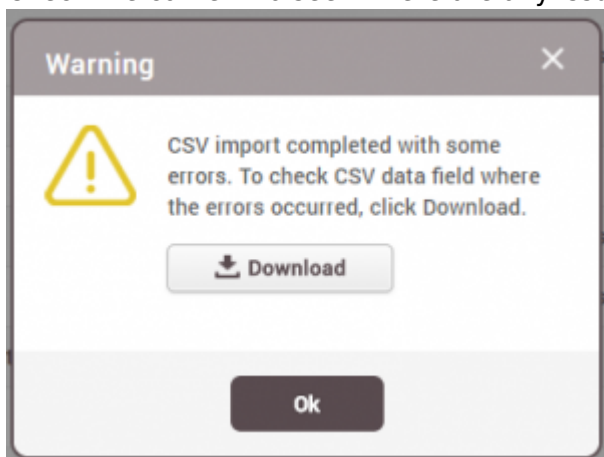 Warning
CSV import completed with some
errors. To check CSV data field where
the errors occurred, click Download.
Download
Ok